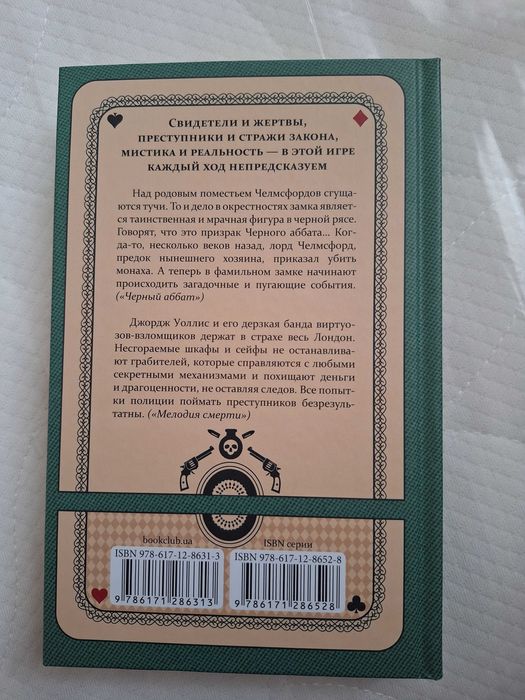 Свидетели и жертвы,
преступники и стражи закона,
мистика и реальность — в этой игре
каждый ход непредсказуем
Над родовым поместьем Челмсфордов сгуща-
ются тучи. То и дело в окрестностях замка являет-
ся таинственная и мрачная фигура в черной рясе.
Говорят, что это призрак Черного аббата... Ког-
да-то, несколько веков назад, лорд Челмсфорд,
предок нынешнего хозяина, приказал убить
монаха. А теперь в фамильном замке начинают
происходить загадочные и пугающие события.
(«Черный аббат»)
Джордж Уоллис и его дерзкая банда виртуо-
зов-взломщиков держат в страхе весь Лондон.
Несгораемые шкафы и сейфы не останавлива-
ют грабителей, которые справляются с любыми
секретными механизмами и похищают деньги
и драгоценности, не оставляя следов. Все попыт-
ки полиции поймать преступников безрезуль-
татны. («Мелодия смерти»)
bookclub.ua
ISBN 978-617-12-8631-3
9 786171 286313
ISBN серии
ISBN 978-617-12-8652-8
9 786171 286528